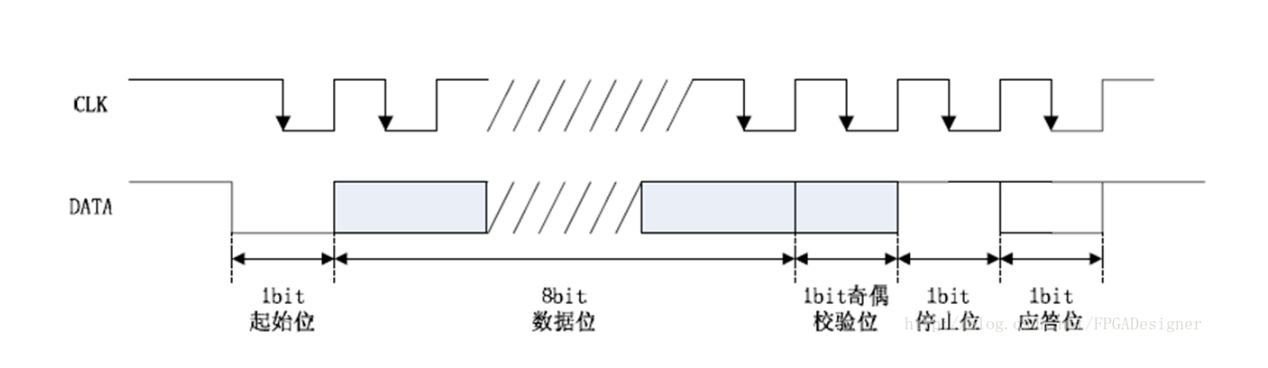 CLK
DATA
1bit
起始位
8bit
数据位
1bit奇偶
校验位
1bit
停止位
1bit
应答位
/FPGADesigner